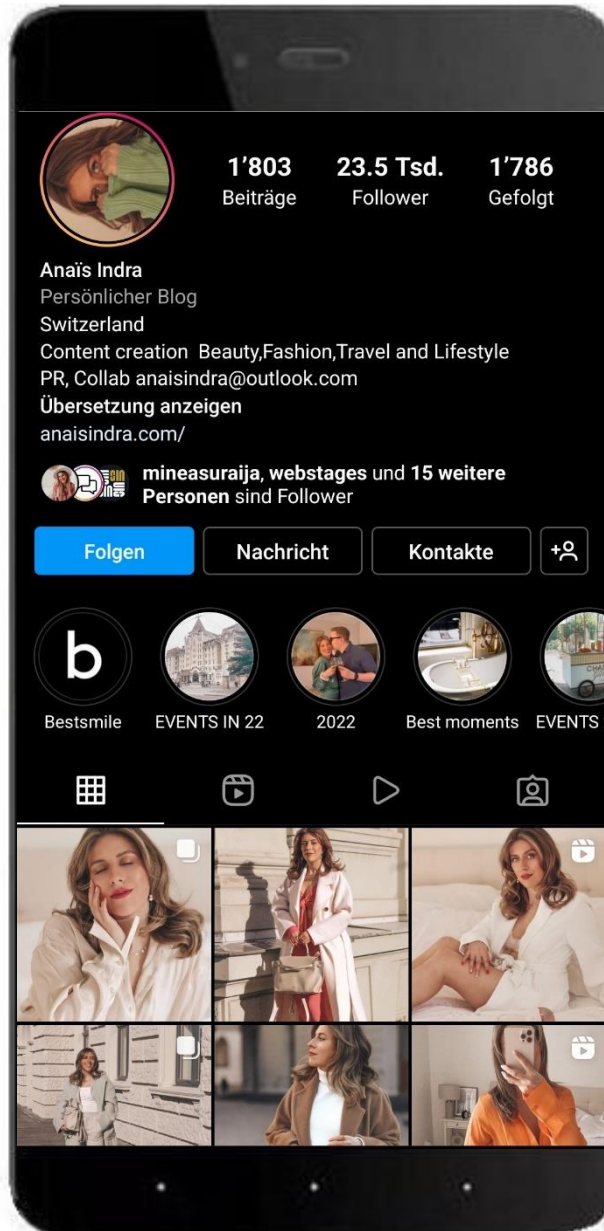 1’803 23.5 Tsd. 1’786
Beiträge Follower Gefolgt
Anaïs Indra
Persönlicher Blog
Switzerland
Content creation Beauty,Fashion,Travel and Lifestyle
PR, Collab anaisindra@outlook.com
Übersetzung anzeigen
anaisindra.com/
mineasuraija, webstages und 15 weitere
Personen sind Follower
Folgen Nachricht Kontakte
b
Bestsmile EVENTS IN 22 2022 Best moments EVENTS